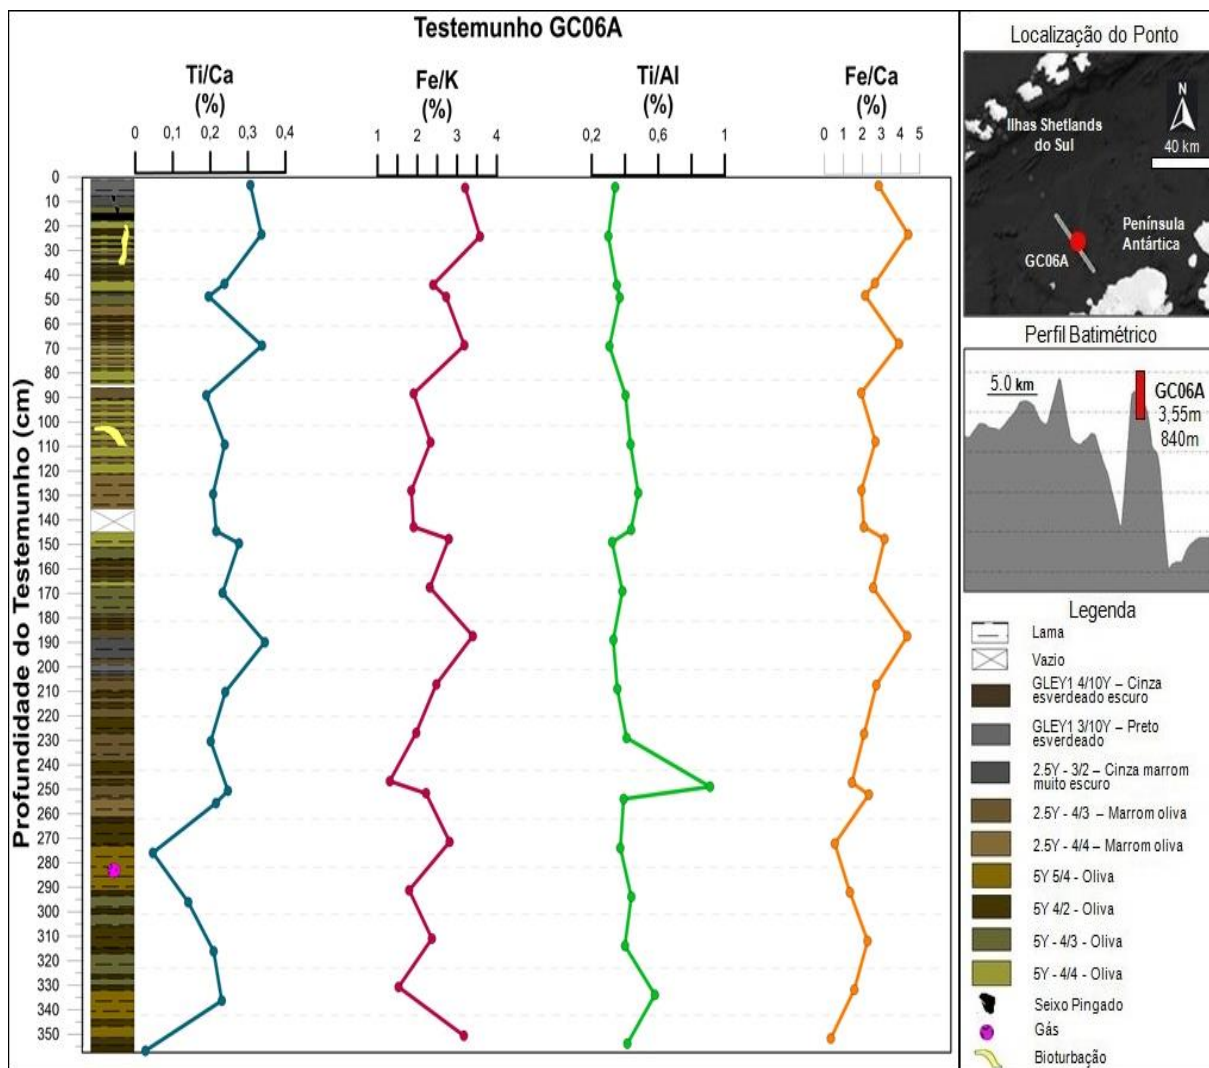 Testemunho GC06A
Ti/Ca
(%)
Fe/K
(%)
Ti/Al
(%)
Fe/Ca
(%)
0 0,1 0,2 0,3 0,4
1 2 3 4
0,2 0,6 1
0 1 2 3 4 5
Profundidade do Testemunho (cm)
0
10
20
30
40
50
60
70
80
90
100
110
120
130
140
150
160
170
180
190
200
210
220
230
240
250
260
270
280
290
300
310
320
330
340
350
Localização do Ponto
Ilhas Shetlands
do Sul
N
40 km
Península
Antártica
GC06A
Perfil Batimétrico
5.0 km
GC06A
3,55m
840m
Legenda
Lama
Vazio
GLEY1 4/10Y – Cinza
esverdeado escuro
GLEY1 3/10Y – Preto
esverdeado
2.5Y - 3/2 – Cinza marrom
muito escuro
2.5Y - 4/3 – Marrom oliva
2.5Y - 4/4 – Marrom oliva
5Y 5/4 - Oliva
5Y 4/2 - Oliva
5Y - 4/3 - Oliva
5Y - 4/4 - Oliva
Seixo Pingado
Gás
Bioturbação